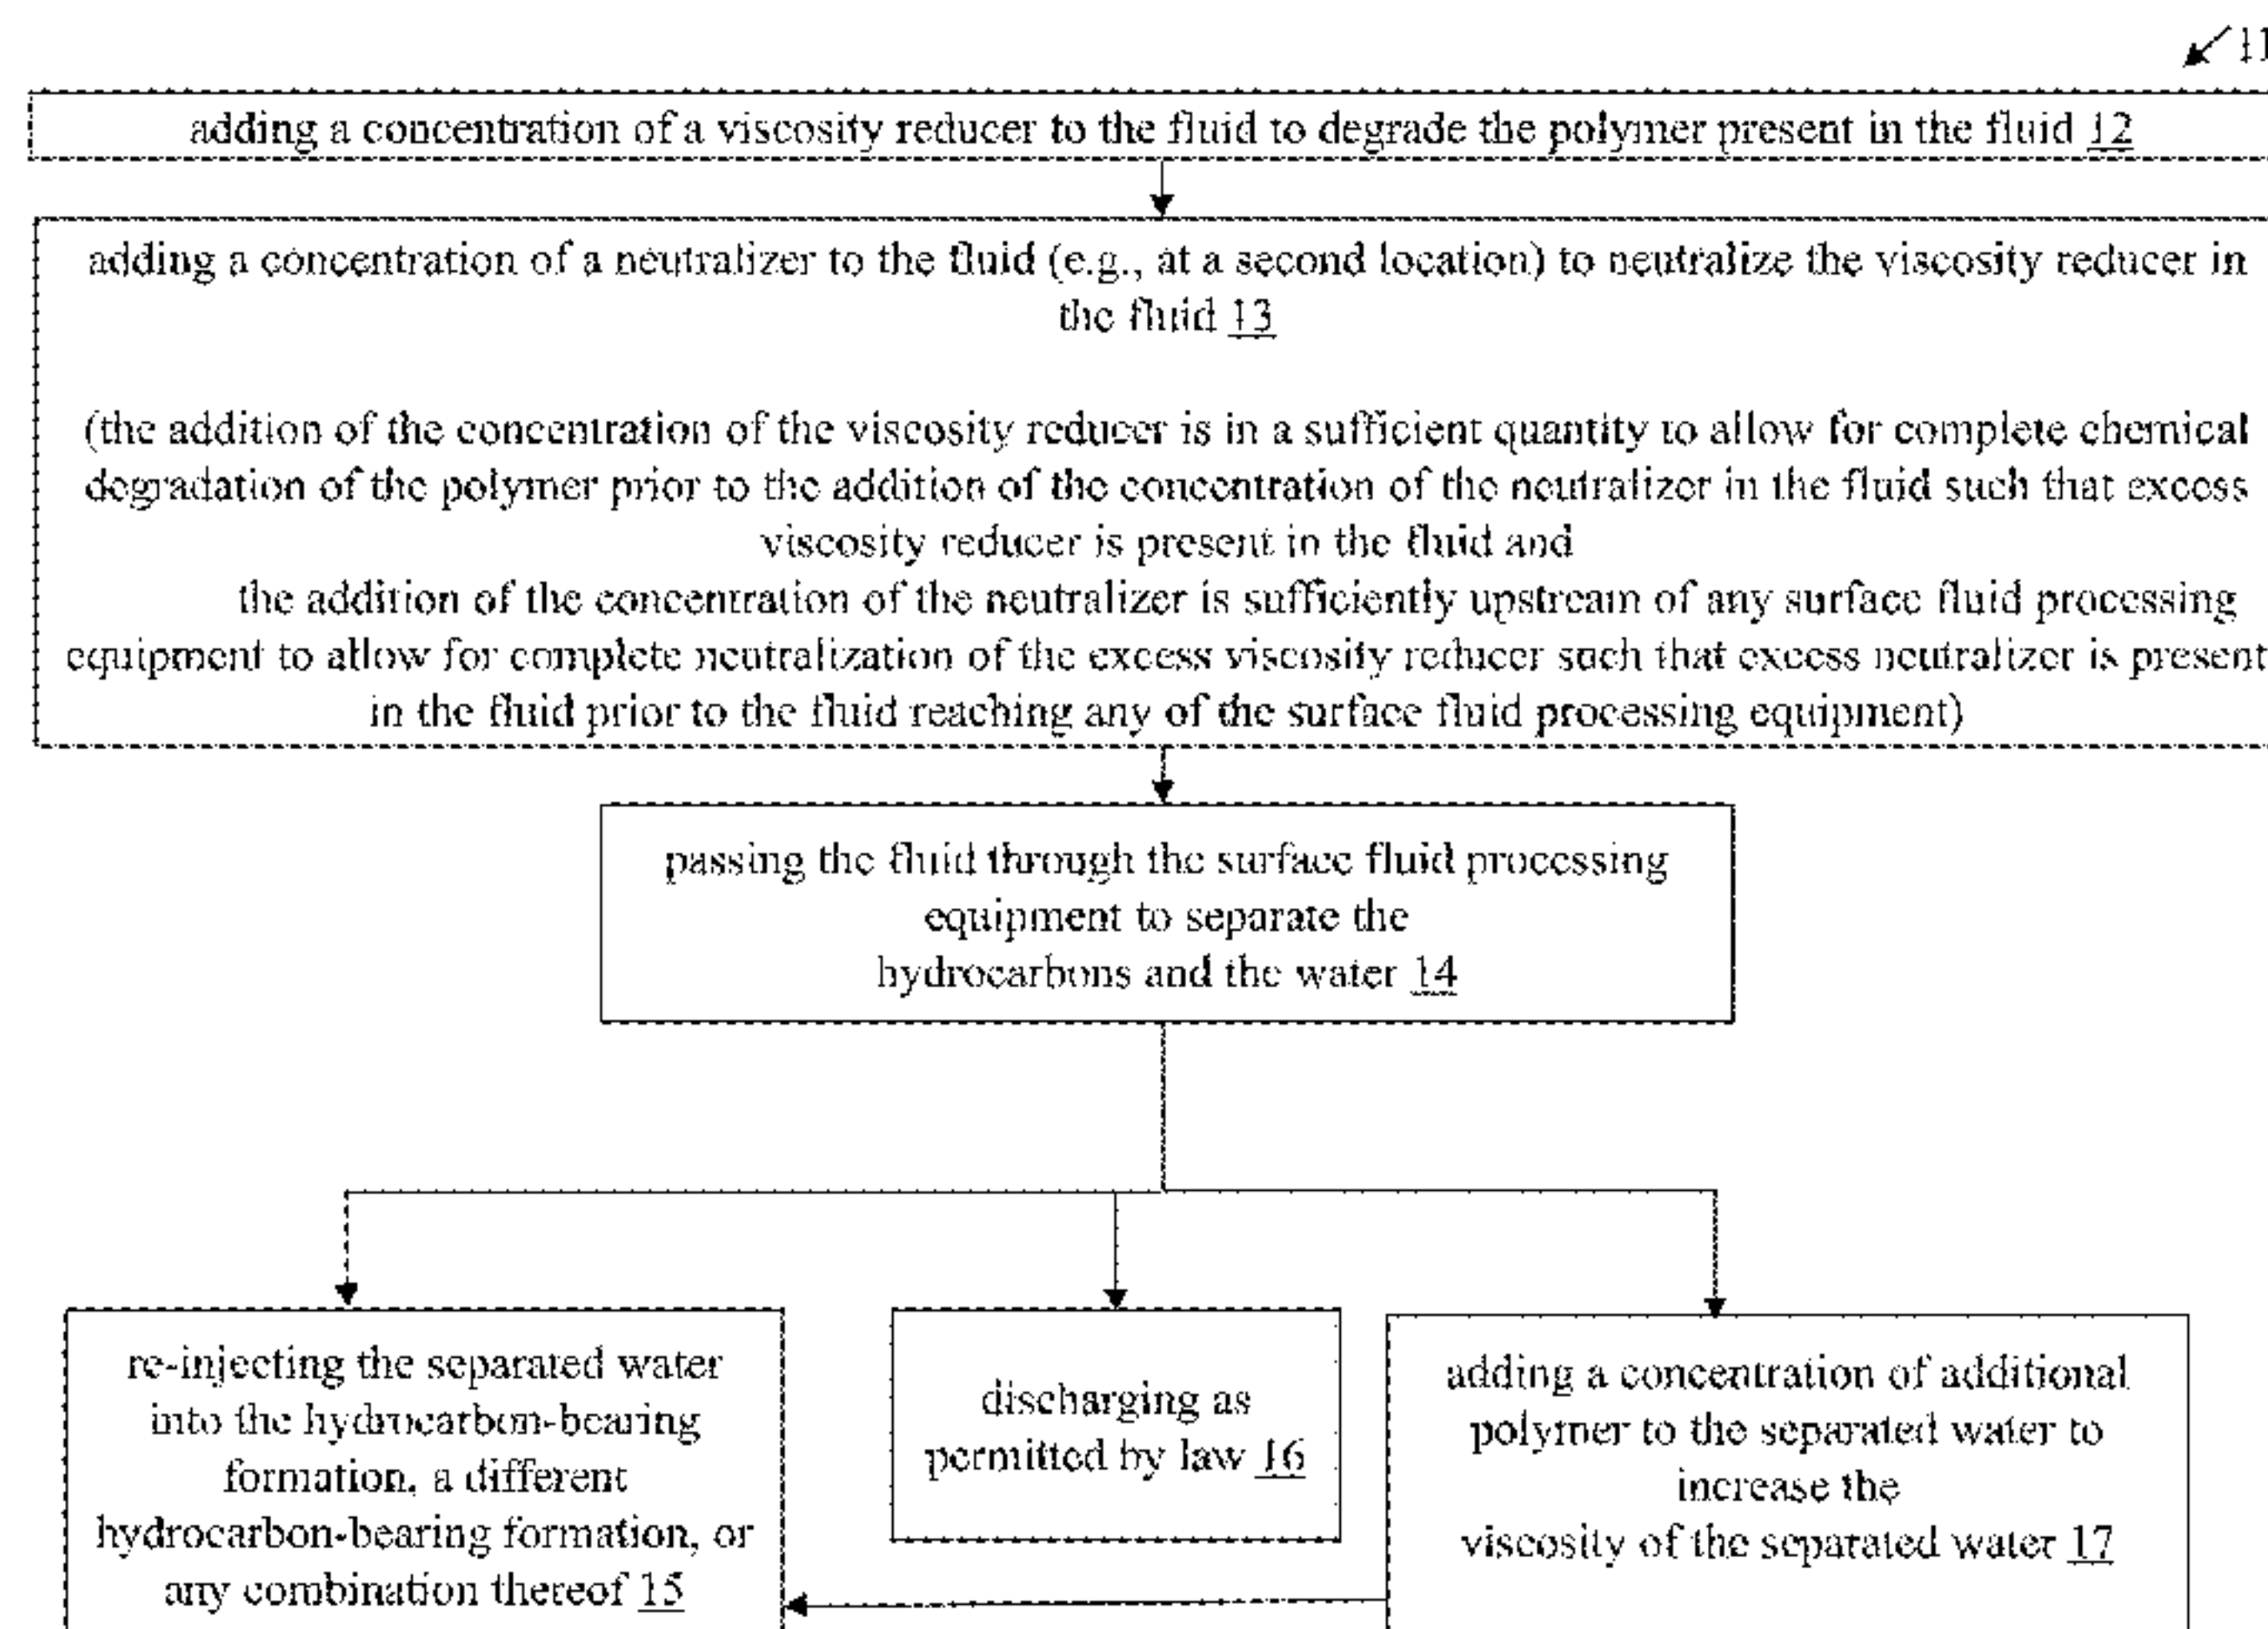 11
adding a concentration of a viscosity reducer to the fluid to degrade the polymer present in the fluid 12
adding a concentration of a neutralizer to the fluid (e.g., at a second location) to neutralize the viscosity reducer in
the fluid 13
(the addition of the concentration of the viscosity reducer is in a sufficient quantity to allow for complete chemical
degradation of the polymer prior to the addition of the concentration of the neutralizer in the fluid such that excess
viscosity reducer is present in the fluid and
the addition of the concentration of the neutralizer is sufficiently upstream of any surface fluid processing
equipment to allow for complete neutralization of the excess viscosity reducer such that excess neutralizer is present
in the fluid prior to the fluid reaching any of the surface fluid processing equipment)
passing the fluid through the surface fluid processing
equipment to separate the
hydrocarbons and the water 14
re-injecting the separated water
into the hydrocarbon-bearing
formation, a different
hydrocarbon-bearing formation, or
any combination thereof 15
discharging as
permitted by law 16
adding a concentration of additional
polymer to the separated water to
increase the
viscosity of the separated water 17